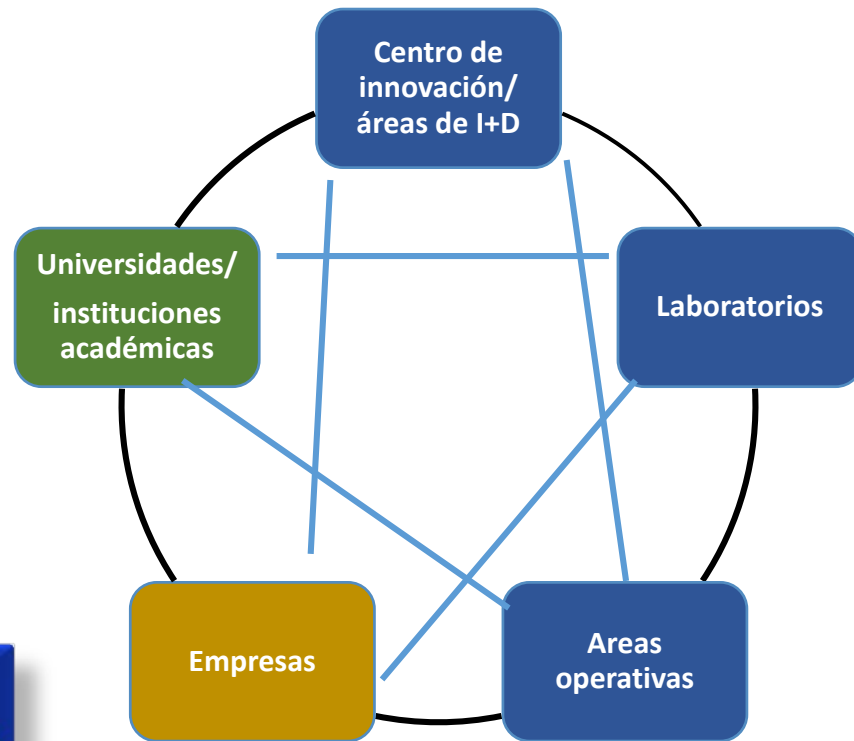 Centro de
innovación/
áreas de I+D
Universidades/
instituciones
académicas
Laboratorios
Empresas
Areas
operativas